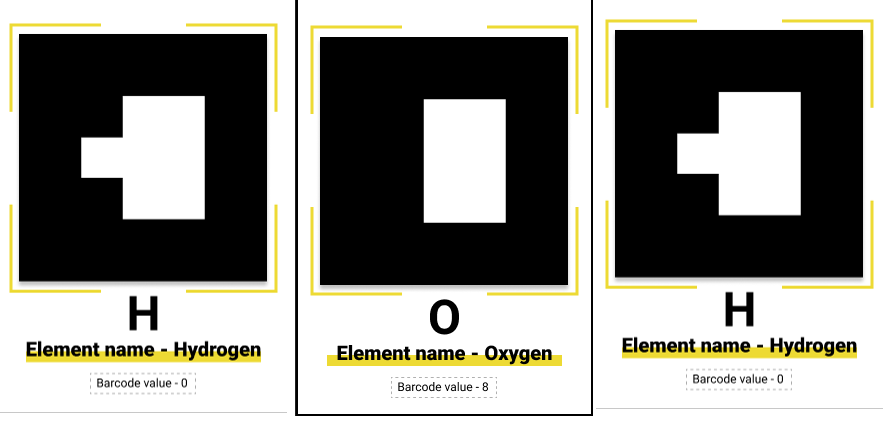 H
Element name - Hydrogen
Barcode value - 0
O
Element name - Oxygen
Barcode value - 8
H
Element name - Hydrogen
Barcode value - 0